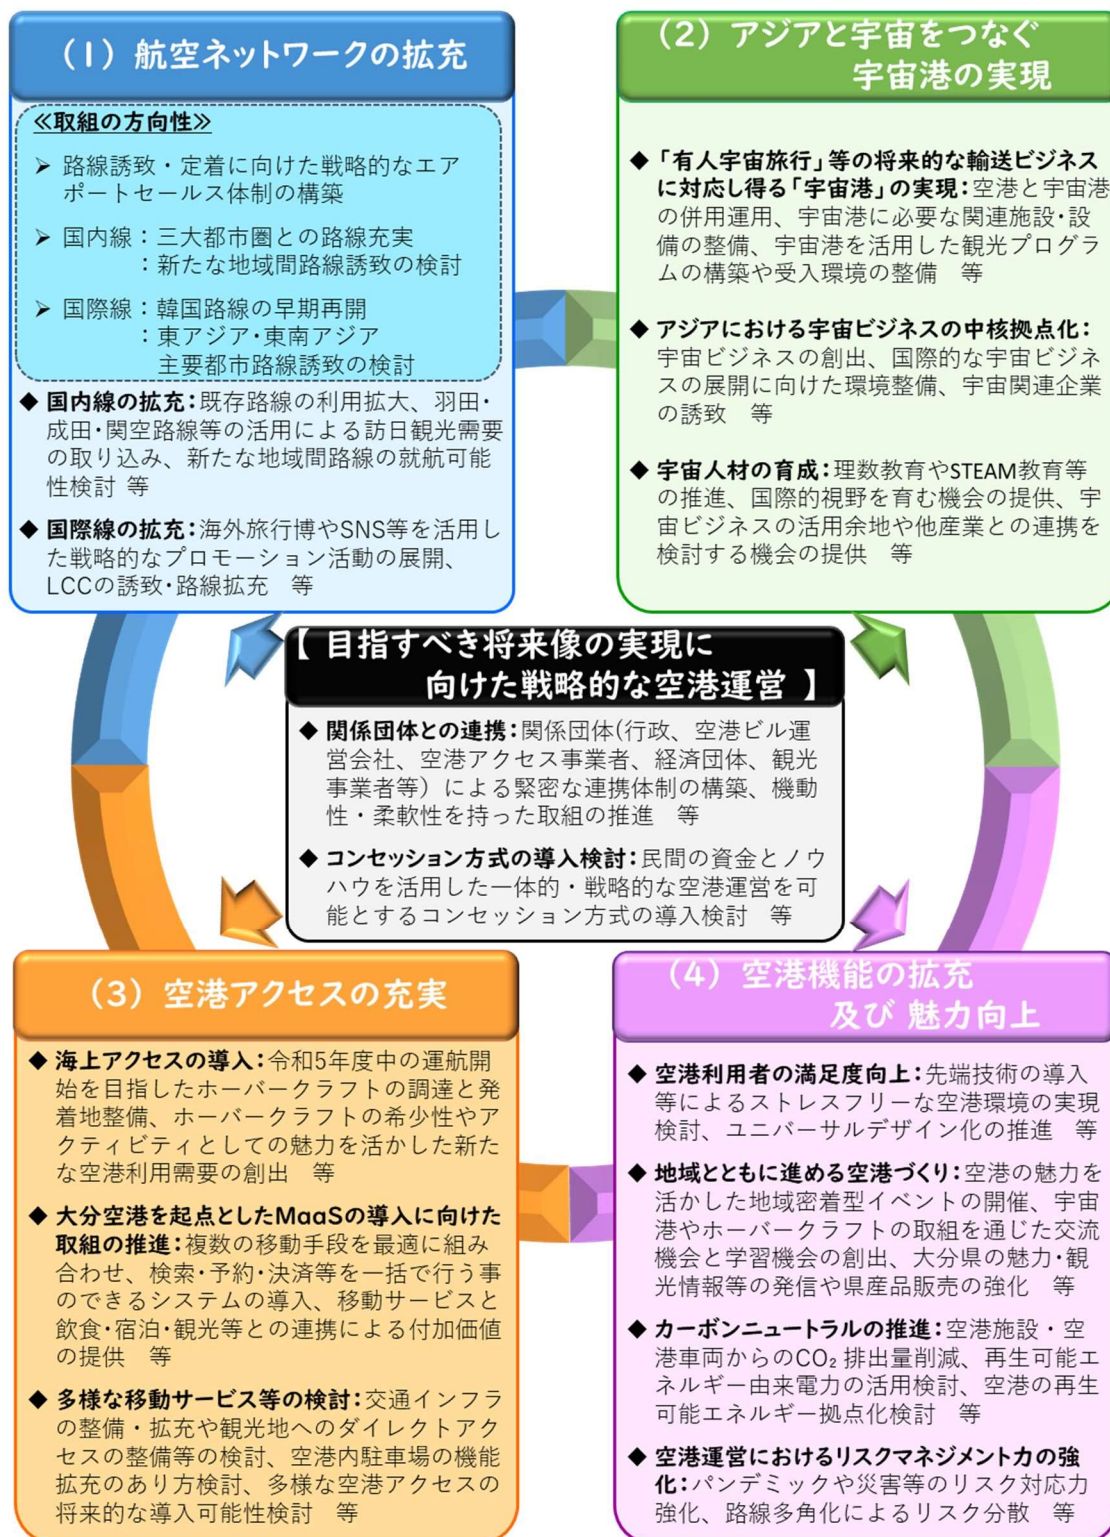 (1) 航空ネットワークの拡充
≪取組の方向性≫
➢ 路線誘致・定着に向けた戦略的なエア
ポートセールス体制の構築
➢ 国内線：三大都市圏との路線充実
：新たな地域間路線誘致の検討
➢ 国際線：韓国路線の早期再開
：東アジア・東南アジア
主要都市路線誘致の検討
◆ 国内線の拡充：既存路線の利用拡大、羽田・
成田・関空路線等の活用による訪日観光需要
の取り込み、新たな地域間路線の就航可能
性検討 等
◆ 国際線の拡充：海外旅行博やSNS等を活用し
た戦略的なプロモーション活動の展開、
LCCの誘致・路線拡充　等
(2) アジアと宇宙をつなぐ
宇宙港の実現
◆ 「有人宇宙旅行」等の将来的な輸送ビジネス
に対応し得る「宇宙港」の実現：空港と宇宙港
の併用運用、宇宙港に必要な関連施設・設
備の整備、宇宙港を活用した観光プログラ
ムの構築や受入環境の整備　等
◆ アジアにおける宇宙ビジネスの中核拠点化：
宇宙ビジネスの創出、国際的な宇宙ビジネ
スの展開に向けた環境整備、宇宙関連企業
の誘致　等
◆ 宇宙人材の育成：理数教育やSTEAM教育等
の推進、国際的視野を育む機会の提供、宇
宙ビジネスの活用余地や他産業との連携を
検討する機会の提供　等
【 目指すべき将来像の実現に
向けた戦略的な空港運営 】
◆ 関係団体との連携：関係団体(行政、空港ビル運
営会社、空港アクセス事業者、経済団体、観光
事業者等）による緊密な連携体制の構築、機動
性・柔軟性を持った取組の推進　等
◆ コンセッション方式の導入検討：民間の資金とノウ
ハウを活用した一体的・戦略的な空港運営を可
能とするコンセッション方式の導入検討　等
(3) 空港アクセスの充実
◆ 海上アクセスの導入：令和5年度中の運航開
始を目指したホーバークラフトの調達と発
着地整備、ホーバークラフトの希少性やア
クティビティとしての魅力を活かした新た
な空港利用需要の創出　等
◆ 大分空港を起点としたMaaSの導入に向けた
取組の推進：複数の移動手段を最適に組み
合わせ、検索・予約・決済等を一括で行う事
のできるシステムの導入、移動サービスと
飲食・宿泊・観光等との連携による付加価値
の提供　等
◆ 多様な移動サービス等の検討：交通インフラ
の整備・拡充や観光地へのダイレクトアク
セスの整備等の検討、空港内駐車場の機能
拡充のあり方検討、多様な空港アクセスの
将来的な導入可能性検討　等
(4) 空港機能の拡充
及び 魅力向上
◆ 空港利用者の満足度向上：先端技術の導入
等によるストレスフリーな空港環境の実現
検討、ユニバーサルデザイン化の推進　等
◆ 地域とともに進める空港づくり：空港の魅力を
活かした地域密着型イベントの開催、宇宙
港やホーバークラフトの取組を通じた交流
機会と学習機会の創出、大分県の魅力・観
光情報等の発信や県産品販売の強化　等
◆ カーボンニュートラルの推進：空港施設・空
港車両からのCO₂ 排出量削減、再生可能エ
ネルギー由来電力の活用検討、空港の再生
可能エネルギー拠点化検討　等
◆ 空港運営におけるリスクマネジメント力の強
化：パンデミックや災害等のリスク対応力
強化、路線多角化によるリスク分散　等